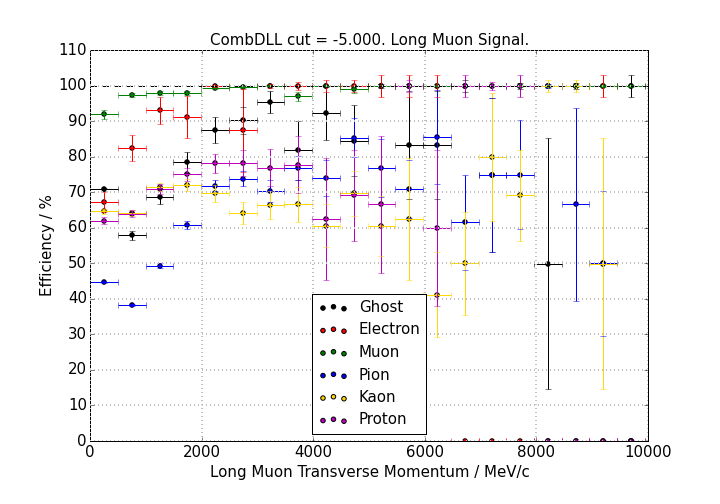 CombDLL cut = -5.000. Long Muon Signal.
110
100
90
80
70
60
50
40
30
20
10
0
Efficiency / %
Ghost
Electron
Muon
Pion
Kaon
Proton
0 2000 4000 6000 8000 10000
Long Muon Transverse Momentum / MeV/c